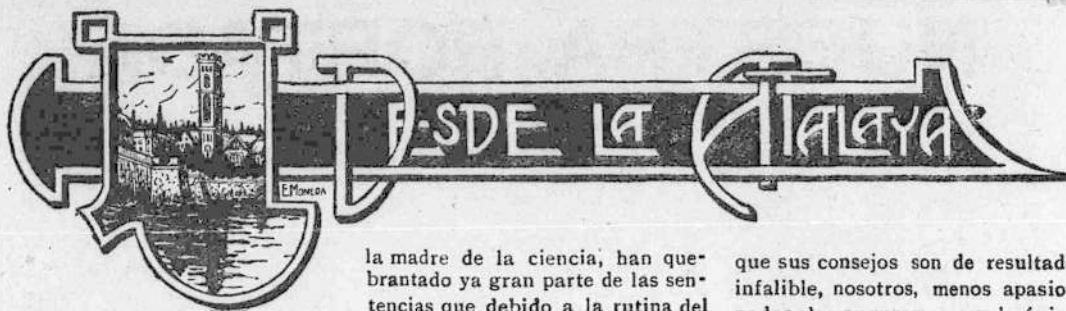 DESDE LA ATALAYA
E. MONEDA
la madre de la ciencia, han que-
brantado ya gran parte de las sen-
tencias que debido a la rutina del
que sus consejos son de resultad
infalible, nosotros, menos apasio